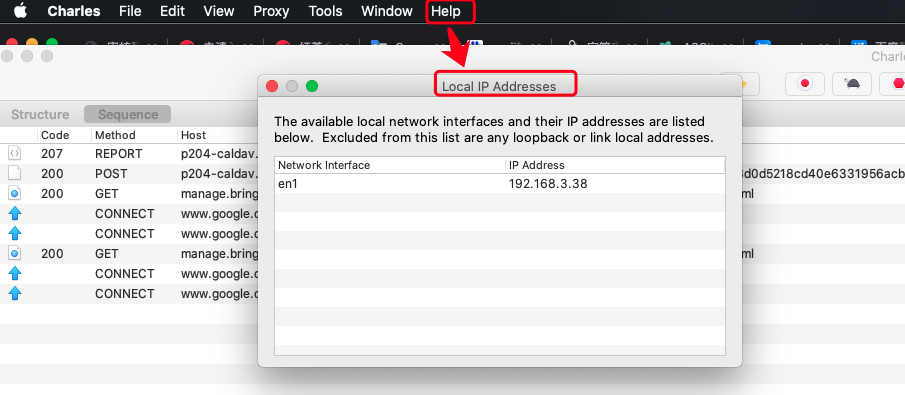 Charles File Edit View Proxy Tools Window Help
Charle
Local IP Addresses
The available local network interfaces and their IP addresses are listed
below. Excluded from this list are any loopback or link local addresses.
Network Interface IP Address
en1 192.168.3.38
Structure Sequence
Code Method Host
207 REPORT p204-caldav.
200 POST p204-caldav. 3d0d5218cd40e6331956acb
200 GET manage.bring ml
CONNECT www.google.c
CONNECT www.google.c
200 GET manage.bring ml
CONNECT www.google.c
CONNECT www.google.c